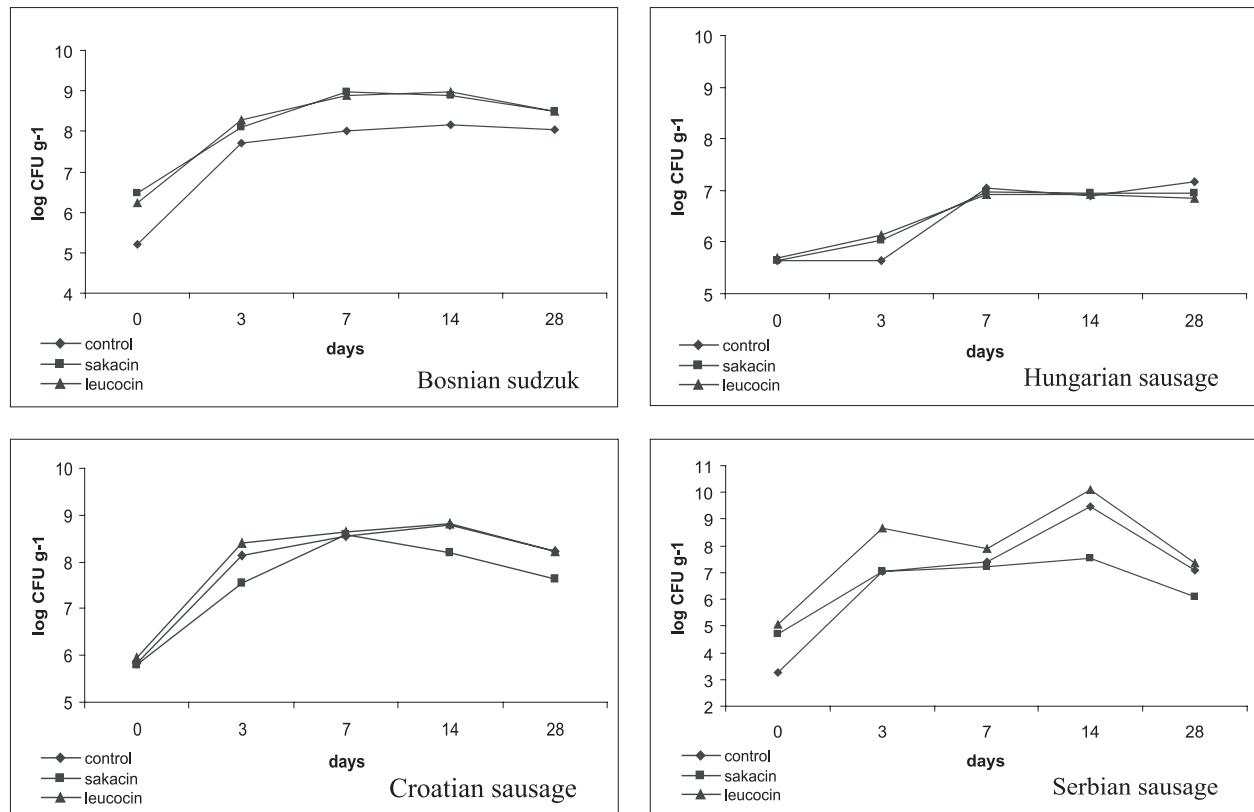 10
9
8
7
6
5
4
log CFU g-1
0 3 7 14 28
days
control
sakacin
leucocin
Bosnian sudzuk
10
9
8
7
6
5
log CFU g-1
0 3 7 14 28
days
control
sakacin
leucocin
Hungarian sausage
10
9
8
7
6
5
log CFU g-1
0 3 7 14 28
days
control
sakacin
leucocin
Croatian sausage
11
10
9
8
7
6
5
4
3
2
log CFU g-1
0 3 7 14 28
days
control
sakacin
leucocin
Serbian sausage